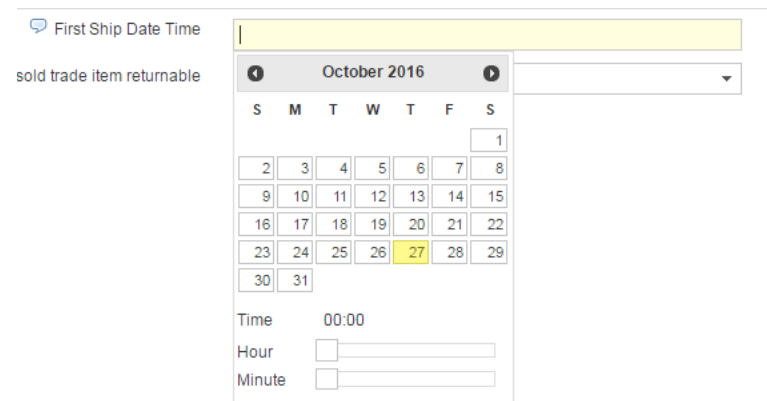 First Ship Date Time
sold trade item returnable
October 2016
S M T W T F S
1
2 3 4 5 6 7 8
9 10 11 12 13 14 15
16 17 18 19 20 21 22
23 24 25 26 27 28 29
30 31
Time 00:00
Hour
Minute